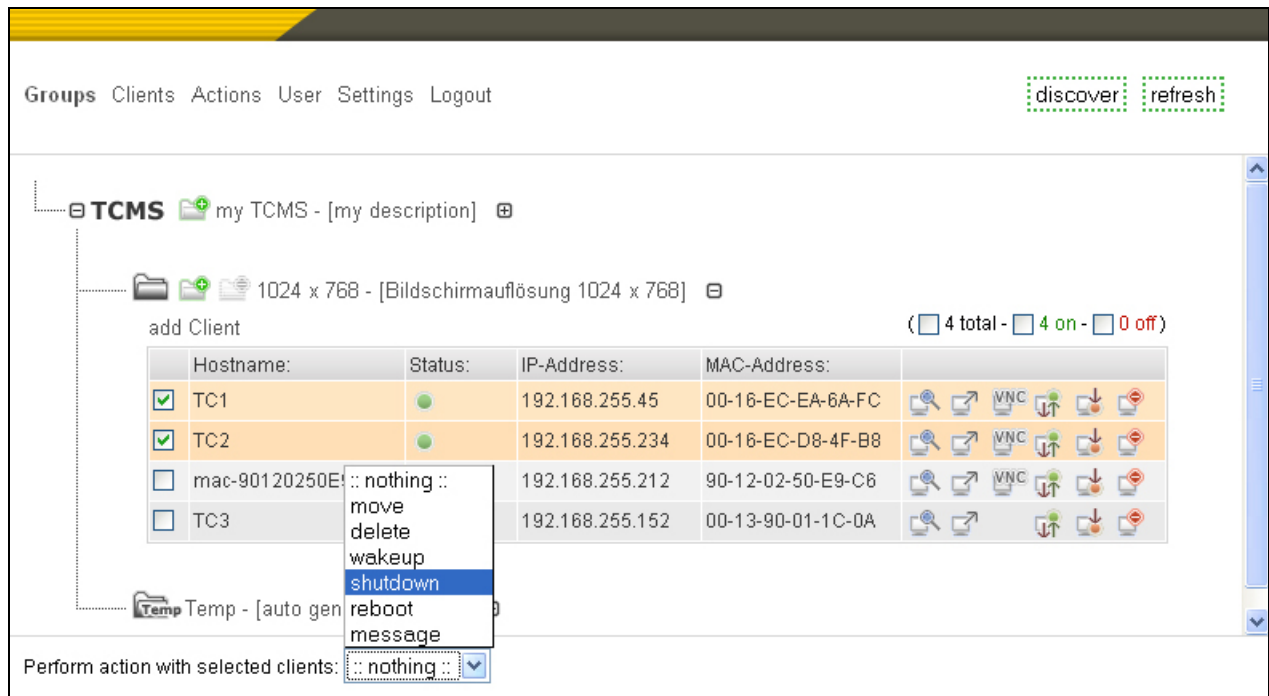 Groups Clients Actions User Settings Logout discover refresh
TCMS my TCMS - [my description]
1024 x 768 - [Bildschirmauflösung 1024 x 768]
add Client ( 4 total - 4 on - 0 off )
Hostname: Status: IP-Address: MAC-Address:
TC1 192.168.255.45 00-16-EC-EA-6A-FC VNC
TC2 192.168.255.234 00-16-EC-D8-4F-B8 VNC
mac-90120250E 192.168.255.212 90-12-02-50-E9-C6 VNC
TC3 192.168.255.152 00-13-90-01-1C-0A
:: nothing ::
move
delete
wakeup
shutdown
reboot
message
Temp Temp - [auto gen
Perform action with selected clients: :: nothing ::